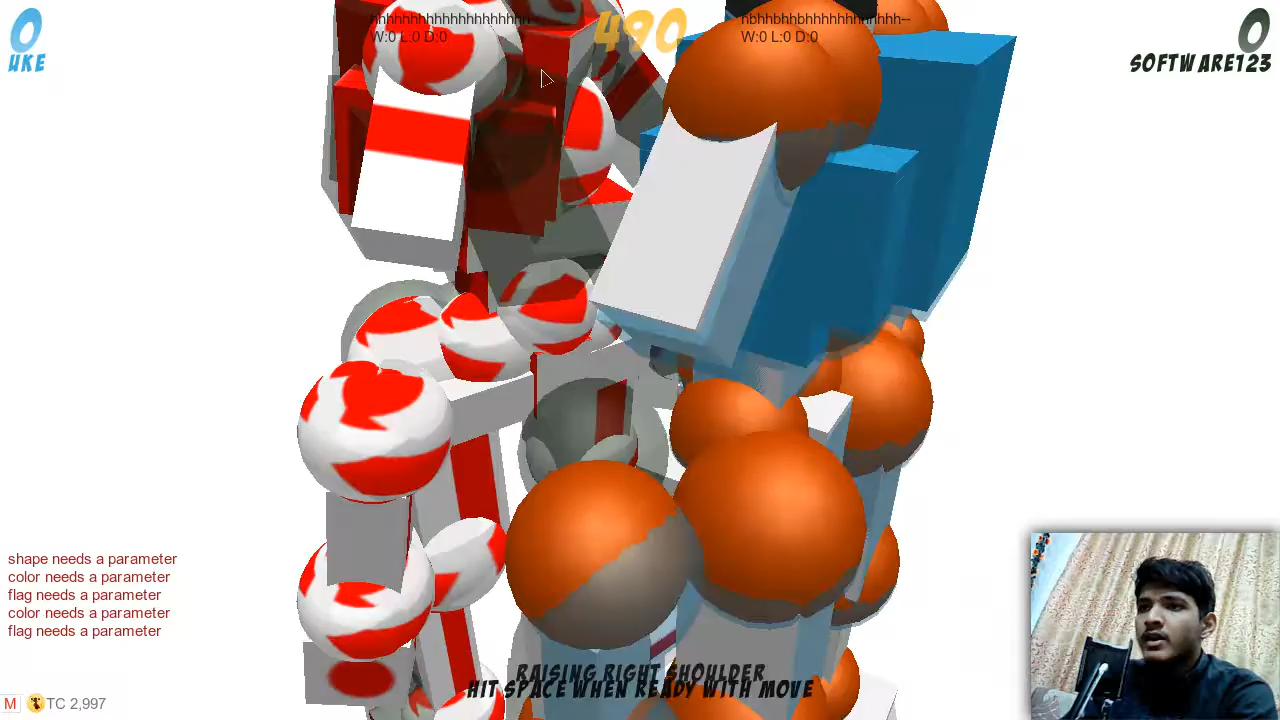 0
UKE
hhhhhhhhhhhhhhhhhhh--
W:0 L:0 D:0
490
hbhhbhhbhhhhhhhhhhhhh--
W:0 L:0 D:0
0
SOFTWARE123
shape needs a parameter
color needs a parameter
flag needs a parameter
color needs a parameter
flag needs a parameter
RAISING RIGHT SHOULDER
HIT SPACE WHEN READY WITH MOVE
M
TC 2,997